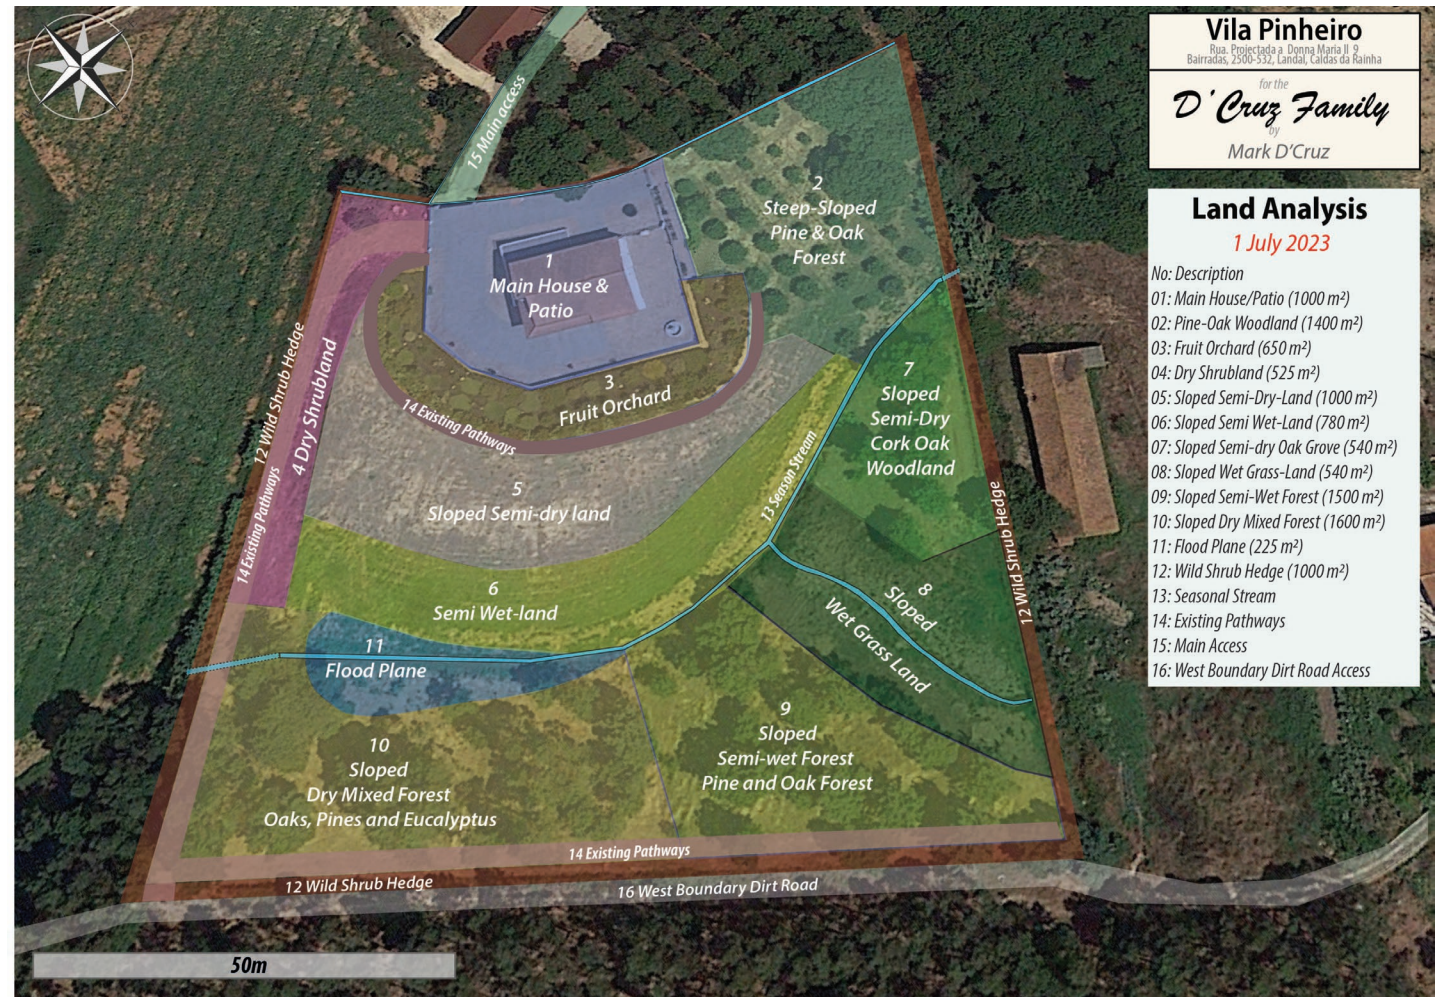 Vila Pinheiro
Rua. Projectada a Donna Maria II 9
Bairradas, 2500-532, Landal, Caldas da Rainha
for the
D'Cruz Family
by
Mark D'Cruz
Land Analysis
1 July 2023
No: Description
01: Main House/Patio (1000 m²)
02: Pine-Oak Woodland (1400 m²)
03: Fruit Orchard (650 m²)
04: Dry Shrubland (525 m²)
05: Sloped Semi-Dry-Land (1000 m²)
06: Sloped Semi Wet-Land (780 m²)
07: Sloped Semi-dry Oak Grove (540 m²)
08: Sloped Wet Grass-Land (540 m²)
09: Sloped Semi-Wet Forest (1500 m²)
10: Sloped Dry Mixed Forest (1600 m²)
11: Flood Plane (225 m²)
12: Wild Shrub Hedge (1000 m²)
13: Seasonal Stream
14: Existing Pathways
15: Main Access
16: West Boundary Dirt Road Access
15 Main access
2
Steep-Sloped
Pine & Oak
Forest
1
Main House &
Patio
3
Fruit Orchard
14 Existing Pathways
12 Wild Shrub Hedge
4 Dry Shrubland
14 Existing Pathways
5
Sloped Semi-dry land
13 Season Stream
7
Sloped
Semi-Dry
Cork Oak
Woodland
12 Wild Shrub Hedge
6
Semi Wet-land
8
Sloped
Wet Grass Land
11
Flood Plane
9
Sloped
Semi-wet Forest
Pine and Oak Forest
10
Sloped
Dry Mixed Forest
Oaks, Pines and Eucalyptus
14 Existing Pathways
12 Wild Shrub Hedge
16 West Boundary Dirt Road
50m